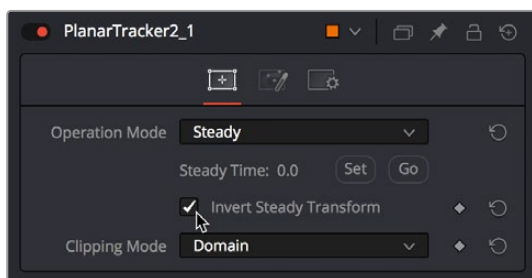 PlanarTracker2_1
Operation Mode Steady
Steady Time: 0.0 Set Go
Invert Steady Transform
Clipping Mode Domain